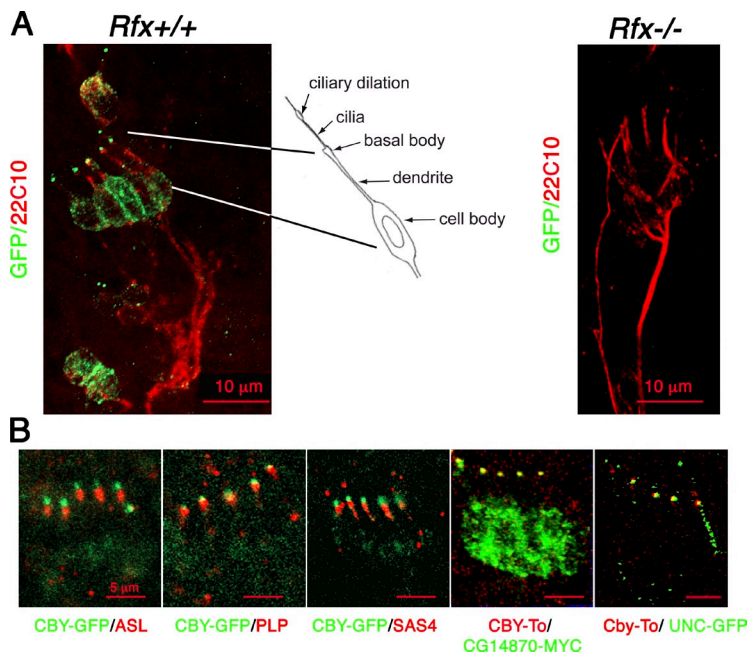 A
Rfx+/+
Rfx-/-
GFP/22C10
ciliary dilation
cilia
basal body
dendrite
cell body
10 µm
GFP/22C10
10 µm
B
5 µm
CBY-GFP/ASL
CBY-GFP/PLP
CBY-GFP/SAS4
CBY-To/
CG14870-MYC
Cby-To/ UNC-GFP